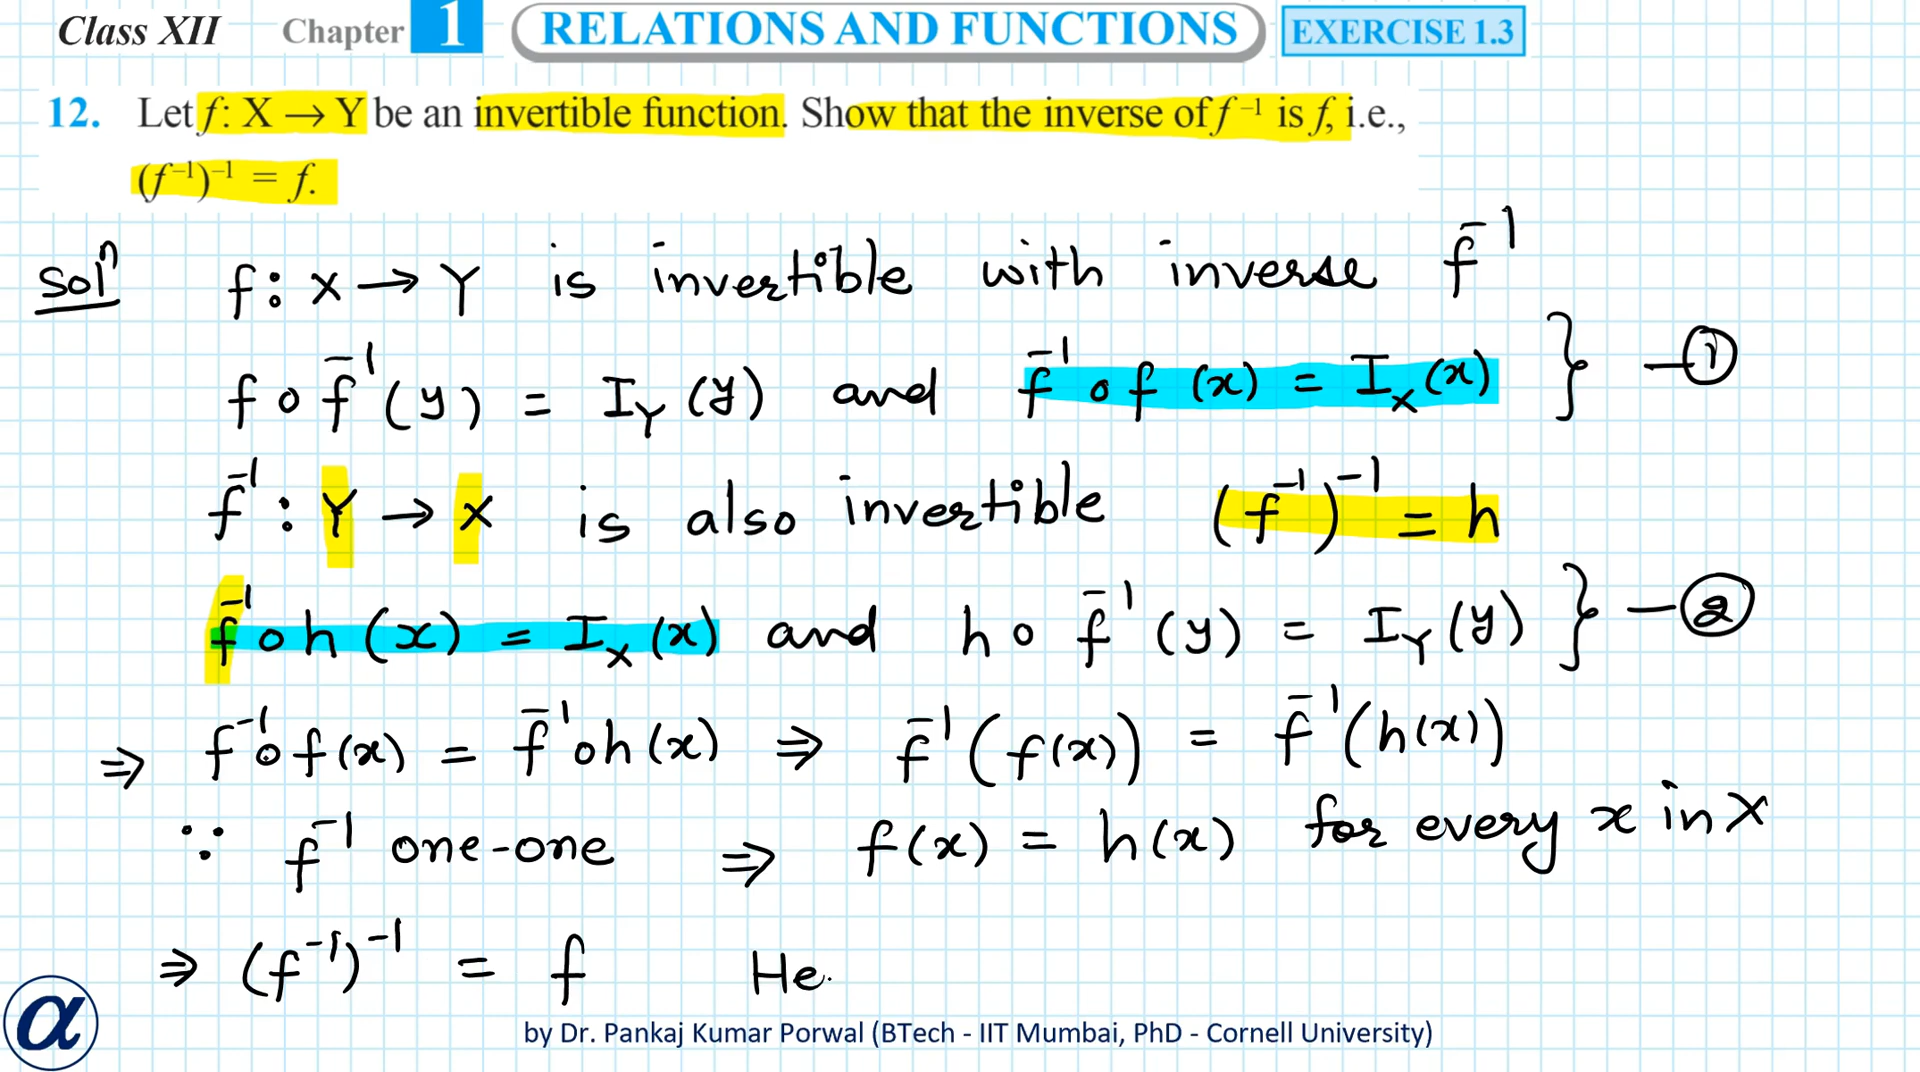 Class XII Chapter 1 RELATIONS AND FUNCTIONS EXERCISE 1.3
12. Let f : X → Y be an invertible function. Show that the inverse of f⁻¹ is f, i.e.,
(f⁻¹)⁻¹ = f.
Solⁿ f : X → Y is invertible with inverse f⁻¹
f o f⁻¹(y) = I_Y (y) and f⁻¹ o f (x) = I_X (x) } — ①
f⁻¹ : Y → X is also invertible (f⁻¹)⁻¹ = h
f⁻¹ o h (x) = I_X (x) and h o f⁻¹ (y) = I_Y (y) } — ②
⇒ f⁻¹ o f(x) = f⁻¹ o h (x) ⇒ f⁻¹ (f(x)) = f⁻¹ (h(x))
∵ f⁻¹ one-one ⇒ f(x) = h(x) for every x in X
⇒ (f⁻¹)⁻¹ = f He.
α
by Dr. Pankaj Kumar Porwal (BTech - IIT Mumbai, PhD - Cornell University)